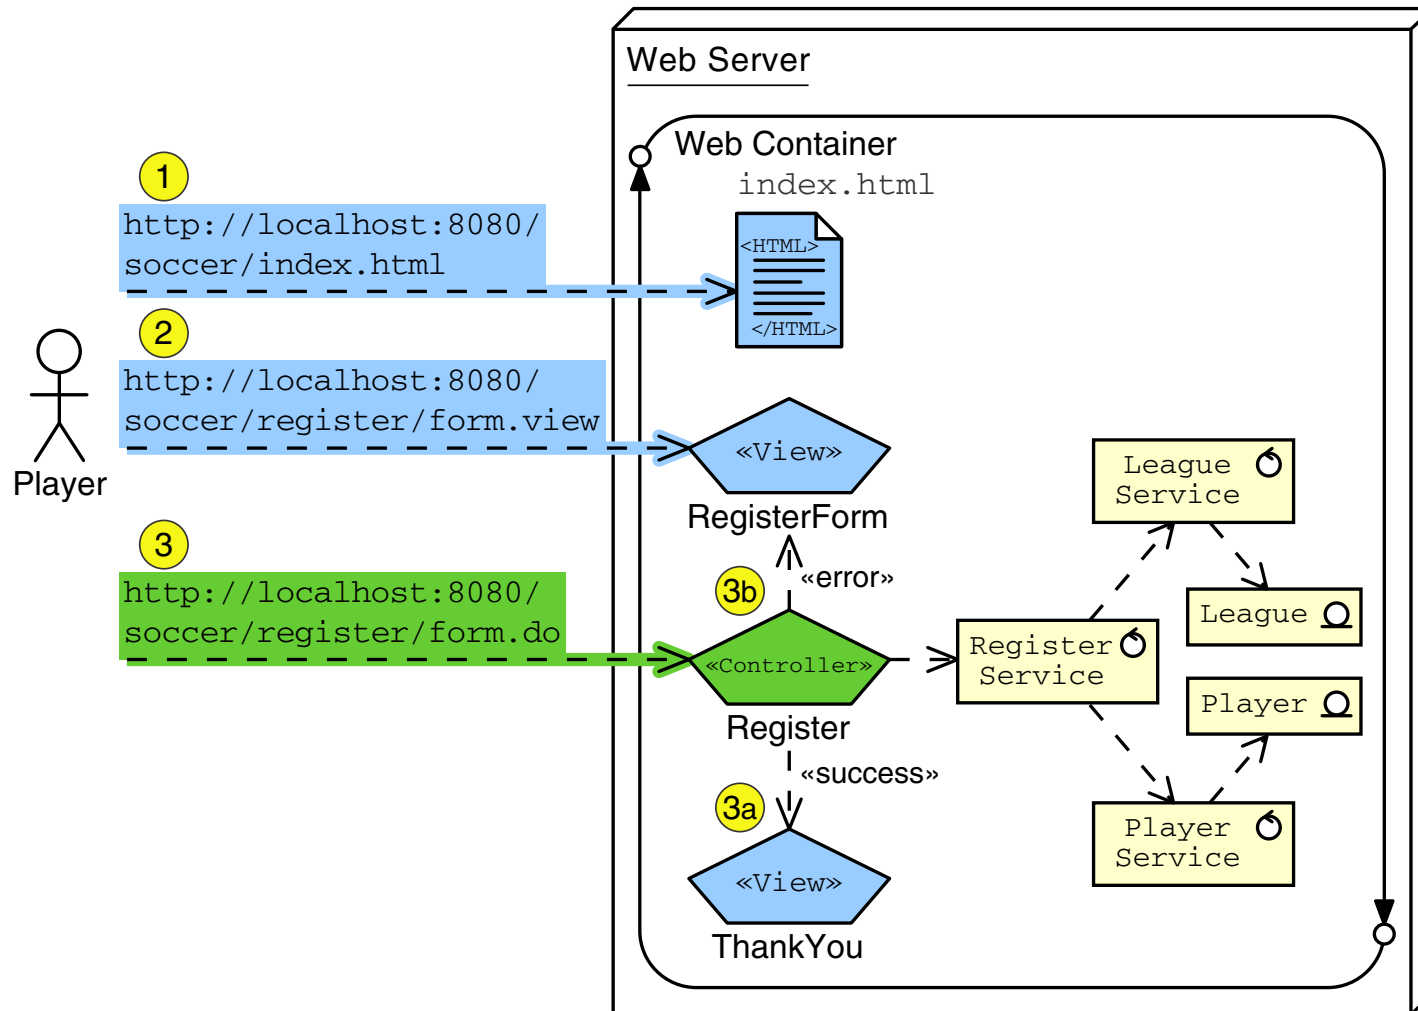 Web Server
Web Container
index.html
1
http://localhost:8080/
soccer/index.html
<HTML>
</HTML>
2
http://localhost:8080/
soccer/register/form.view
Player
«View»
RegisterForm
3
http://localhost:8080/
soccer/register/form.do
3b
«error»
«Controller»
Register
«success»
3a
«View»
ThankYou
League
Service
League
Register
Service
Player
Player
Service